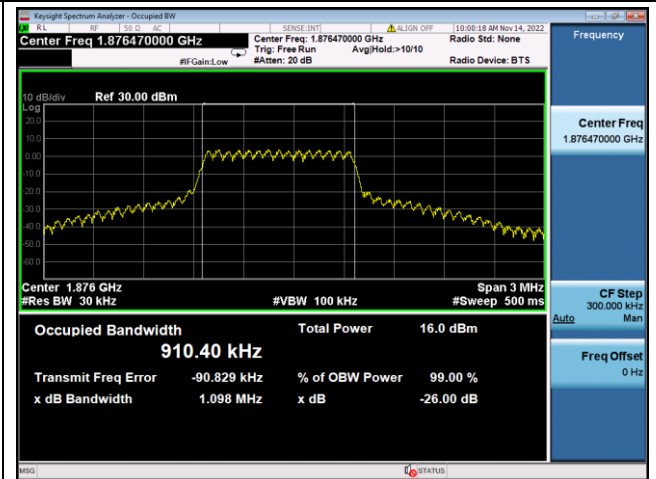 Keysight Spectrum Analyzer - Occupied BW
RL RF 50 Ω AC SENSE:INT ALIGN OFF 10:00:18 AM Nov 14, 2022
Center Freq 1.876470000 GHz
Center Freq: 1.876470000 GHz Radio Std: None
Trig: Free Run Avg|Hold:>10/10
#IFGain:Low #Atten: 20 dB Radio Device: BTS
Frequency
10 dB/div Ref 30.00 dBm
Log
20.0
10.0
0.00
-10.0
-20.0
-30.0
-40.0
-50.0
-60.0
Center 1.876 GHz Span 3 MHz
#Res BW 30 kHz #VBW 100 kHz #Sweep 500 ms
Occupied Bandwidth Total Power 16.0 dBm
910.40 kHz
Transmit Freq Error -90.829 kHz % of OBW Power 99.00 %
x dB Bandwidth 1.098 MHz x dB -26.00 dB
Center Freq
1.876470000 GHz
CF Step
300.000 kHz
Auto Man
Freq Offset
0 Hz
MSG STATUS